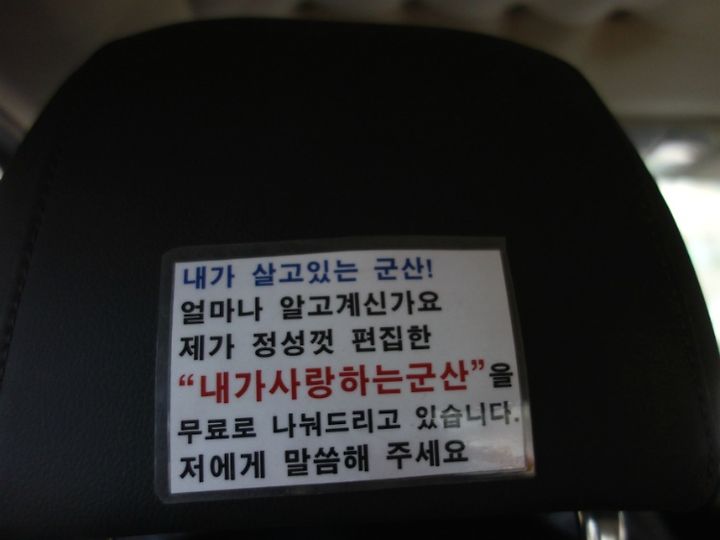 내가 살고있는 군산!
얼마나 알고계신가요
제가 정성껏 편집한
“내가사랑하는군산”을
무료로 나눠드리고 있습니다.
저에게 말씀해 주세요